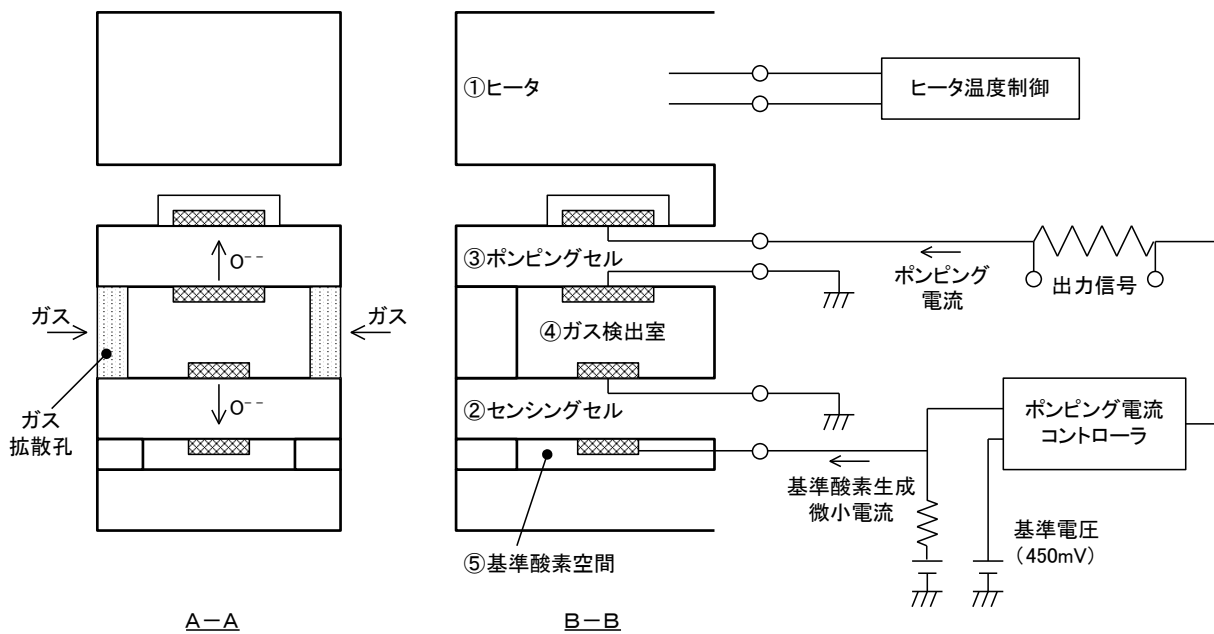 ①ヒータ
ヒータ温度制御
O⁻⁻
③ポンピングセル
ポンピング
電流
出力信号
ガス
ガス
④ガス検出室
ガス
拡散孔
O⁻⁻
②センシングセル
ポンピング電流
コントローラ
基準酸素生成
微小電流
基準電圧
(450mV)
⑤基準酸素空間
A−A
B−B